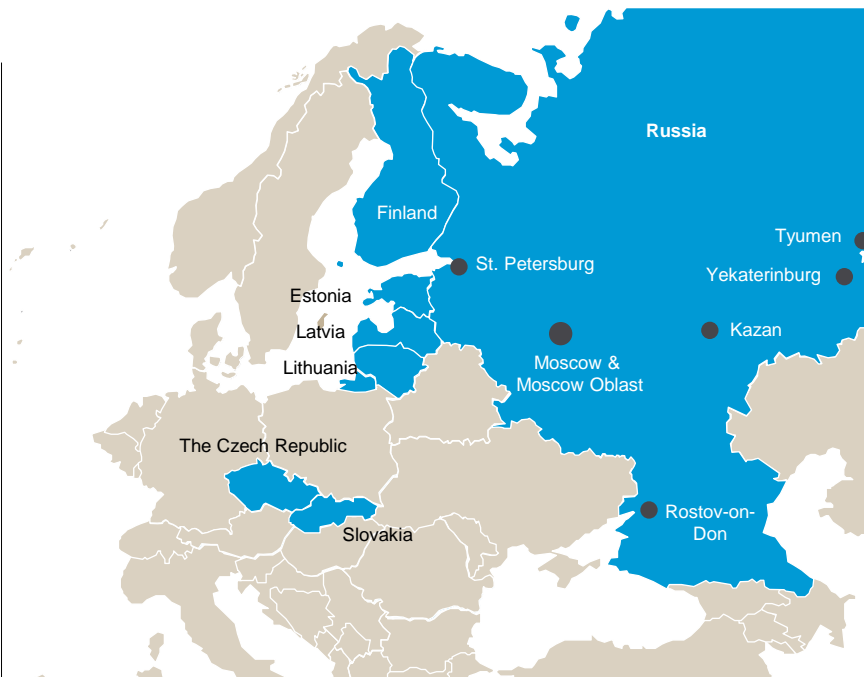 Russia
Finland
Tyumen
St. Petersburg
Yekaterinburg
Estonia
Latvia
Kazan
Lithuania
Moscow &
Moscow Oblast
The Czech Republic
Rostov-on-
Don
Slovakia